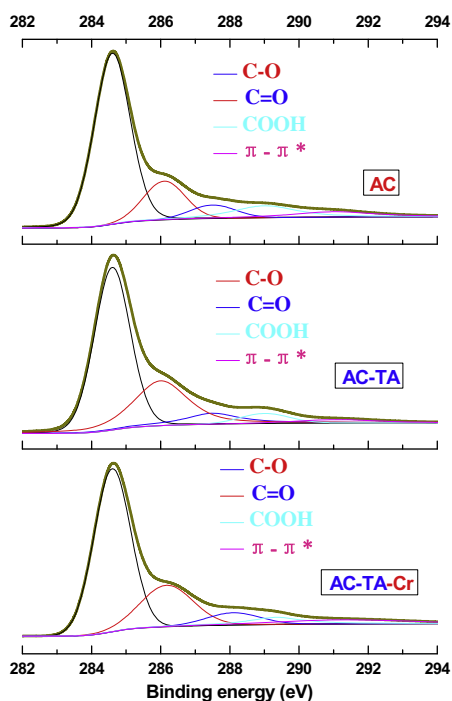 282 284 286 288 290 292 294
C-O
C=O
COOH
π - π *
AC
C-O
C=O
COOH
π - π *
AC-TA
C-O
C=O
COOH
π - π *
AC-TA-Cr
282 284 286 288 290 292 294
Binding energy (eV)